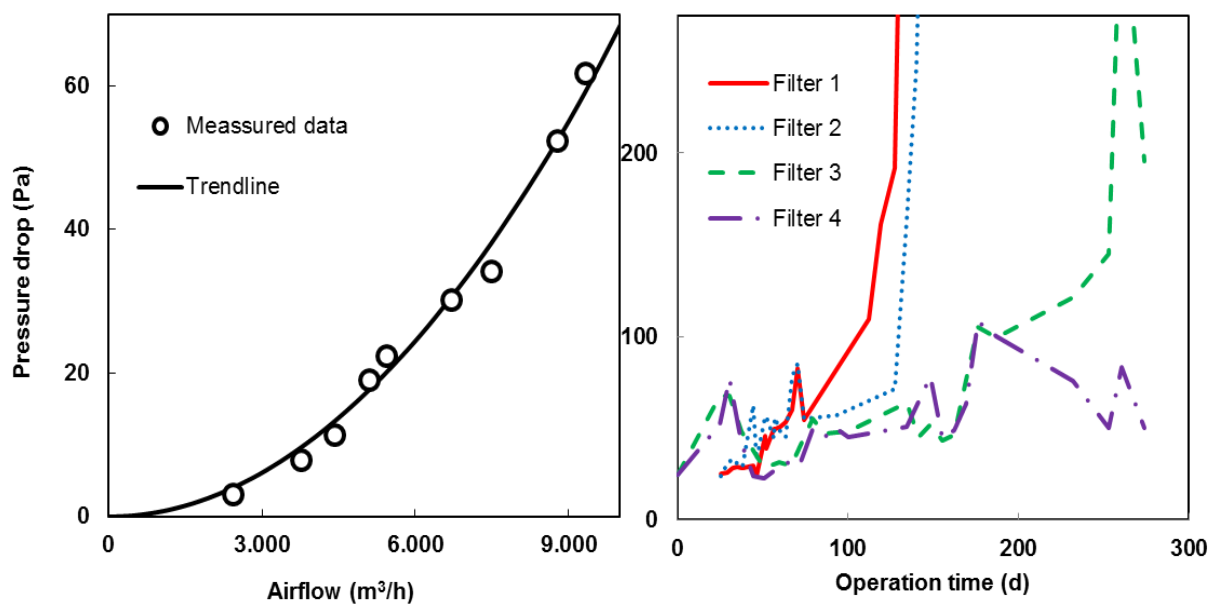 Pressure drop (Pa)
60
40
20
0
Meassured data
Trendline
0
3.000
6.000
9.000
Airflow (m³/h)
200
100
0
Filter 1
Filter 2
Filter 3
Filter 4
0
100
200
300
Operation time (d)